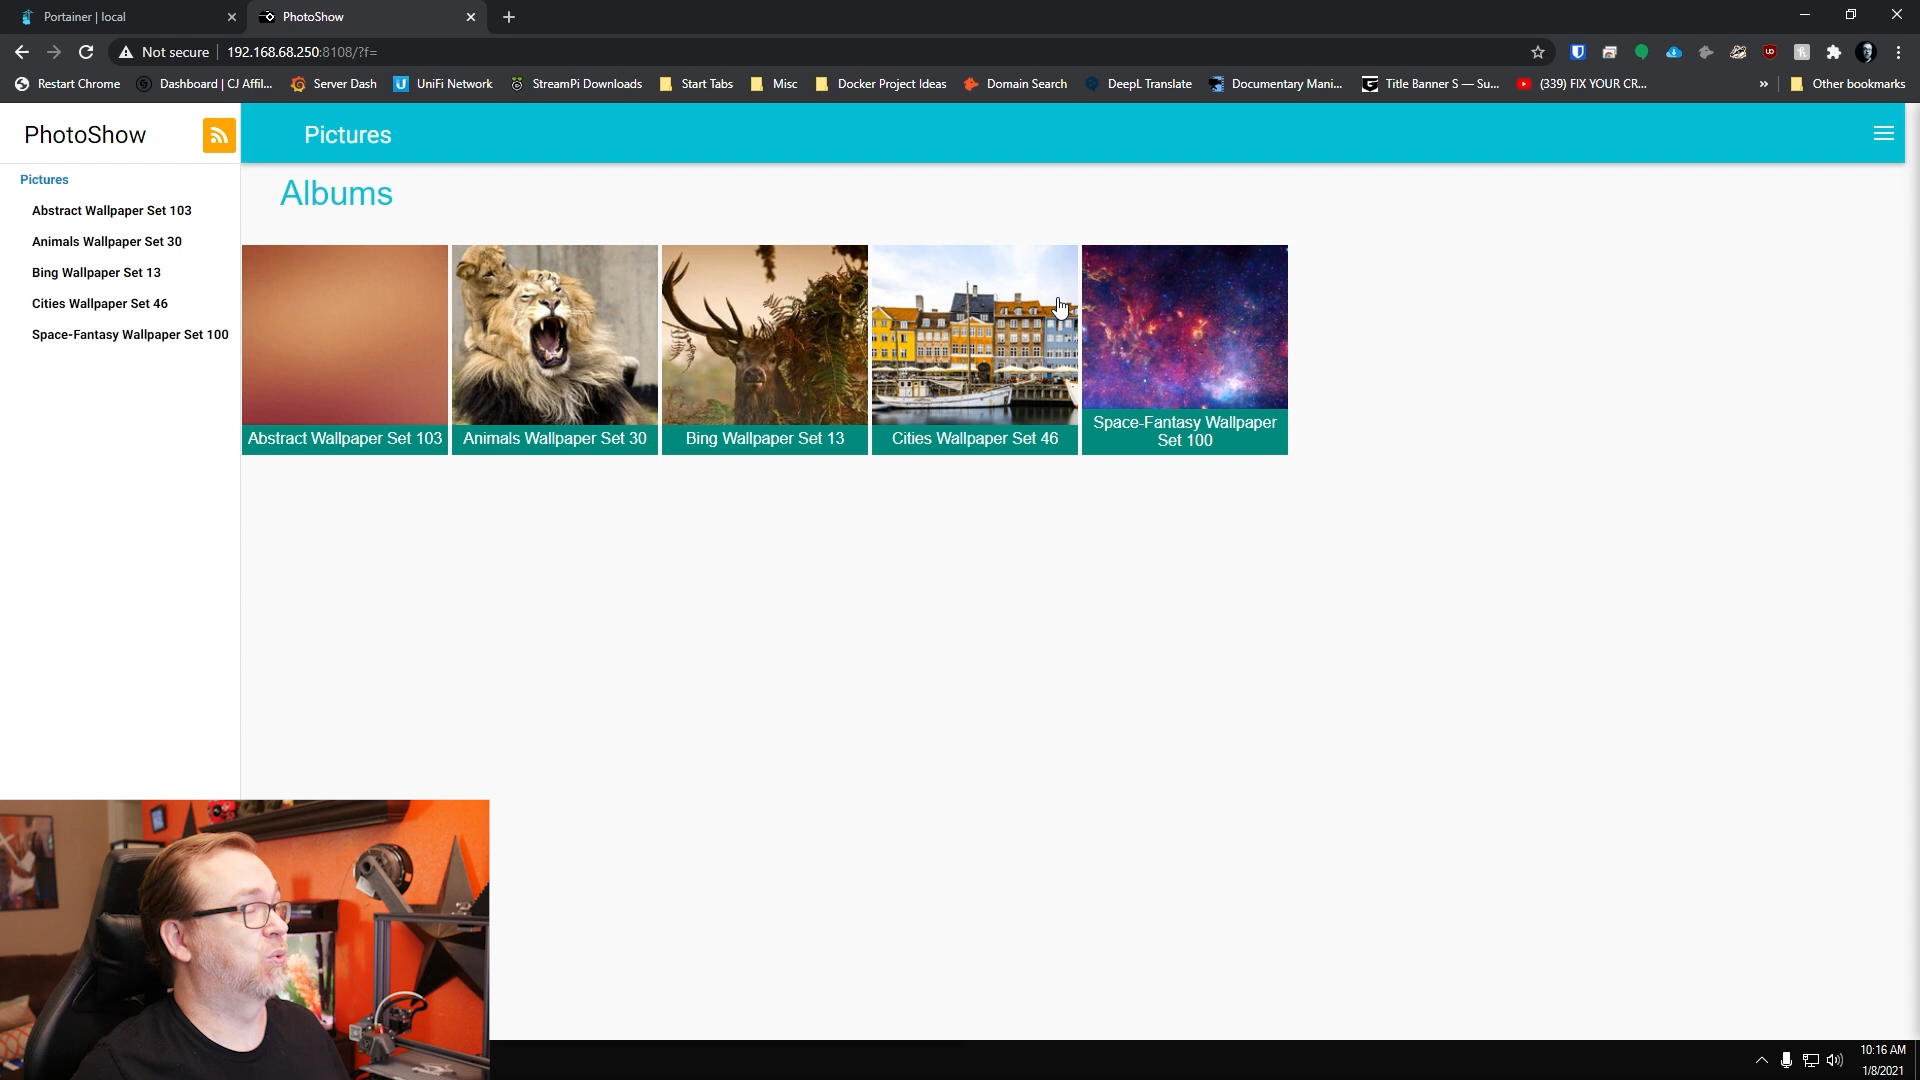 Portainer | local
PhotoShow
Not secure
192.168.68.250:8108/?f=
Restart Chrome
Dashboard | CJ Affil...
Server Dash
UniFi Network
StreamPi Downloads
Start Tabs
Misc
Docker Project Ideas
Domain Search
DeepL Translate
Documentary Mani...
Title Banner S — Su...
(339) FIX YOUR CR...
»
Other bookmarks
PhotoShow
Pictures
Pictures
Abstract Wallpaper Set 103
Animals Wallpaper Set 30
Bing Wallpaper Set 13
Cities Wallpaper Set 46
Space-Fantasy Wallpaper Set 100
Albums
Abstract Wallpaper Set 103
Animals Wallpaper Set 30
Bing Wallpaper Set 13
Cities Wallpaper Set 46
Space-Fantasy Wallpaper
Set 100
10:16 AM
1/8/2021